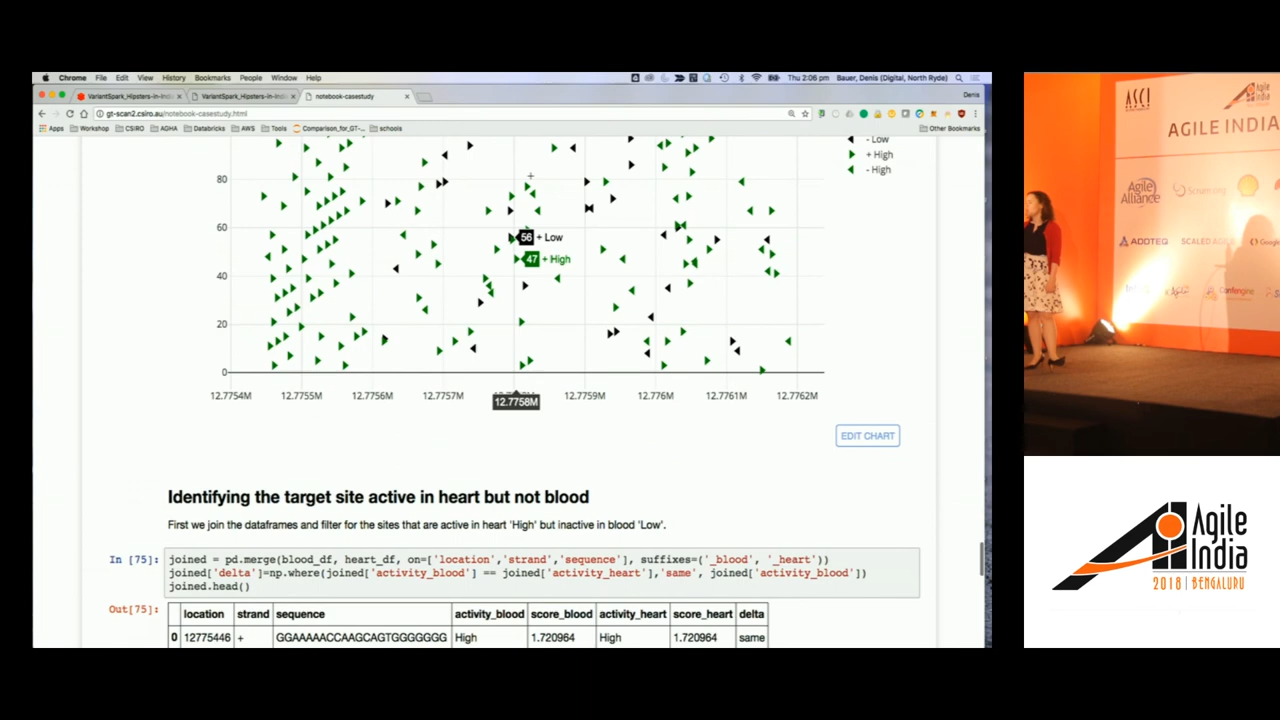 Chrome File Edit View History Bookmarks People Window Help Thu 2:06 pm Bauer, Denis (Digital, North Ryde)
VariantSpark_Hipsters-in-Indi VariantSpark_Hipsters-in-Indi notebook-casestudy Denis
gt-scan2.csiro.au/notebook-casestudy.html
Apps Workshop CSIRO AGHA Databricks AWS Tools Comparison_for_GT-... schools Other Bookmarks
- Low
+ High
- High
80
60
40
20
0
56 + Low
47 + High
12.7754M 12.7755M 12.7756M 12.7757M 12.7758M 12.7759M 12.776M 12.7761M 12.7762M
EDIT CHART
Identifying the target site active in heart but not blood
First we join the dataframes and filter for the sites that are active in heart 'High' but inactive in blood 'Low'.
In [75]: joined = pd.merge(blood_df, heart_df, on=['location','strand','sequence'], suffixes=('_blood', '_heart'))
joined['delta']=np.where(joined['activity_blood'] == joined['activity_heart'],'same', joined['activity_blood'])
joined.head()
Out[75]:
location strand sequence activity_blood score_blood activity_heart score_heart delta
0 12775446 + GGAAAAACCAAGCAGTGGGGGGG High 1.720964 High 1.720964 same
ASCI
Agile
India
AGILE INDIA
Agile
Alliance
Scrum.org
ADDTEQ SCALED AGILE Google
Confengine
Agile
India
2018 | BENGALURU